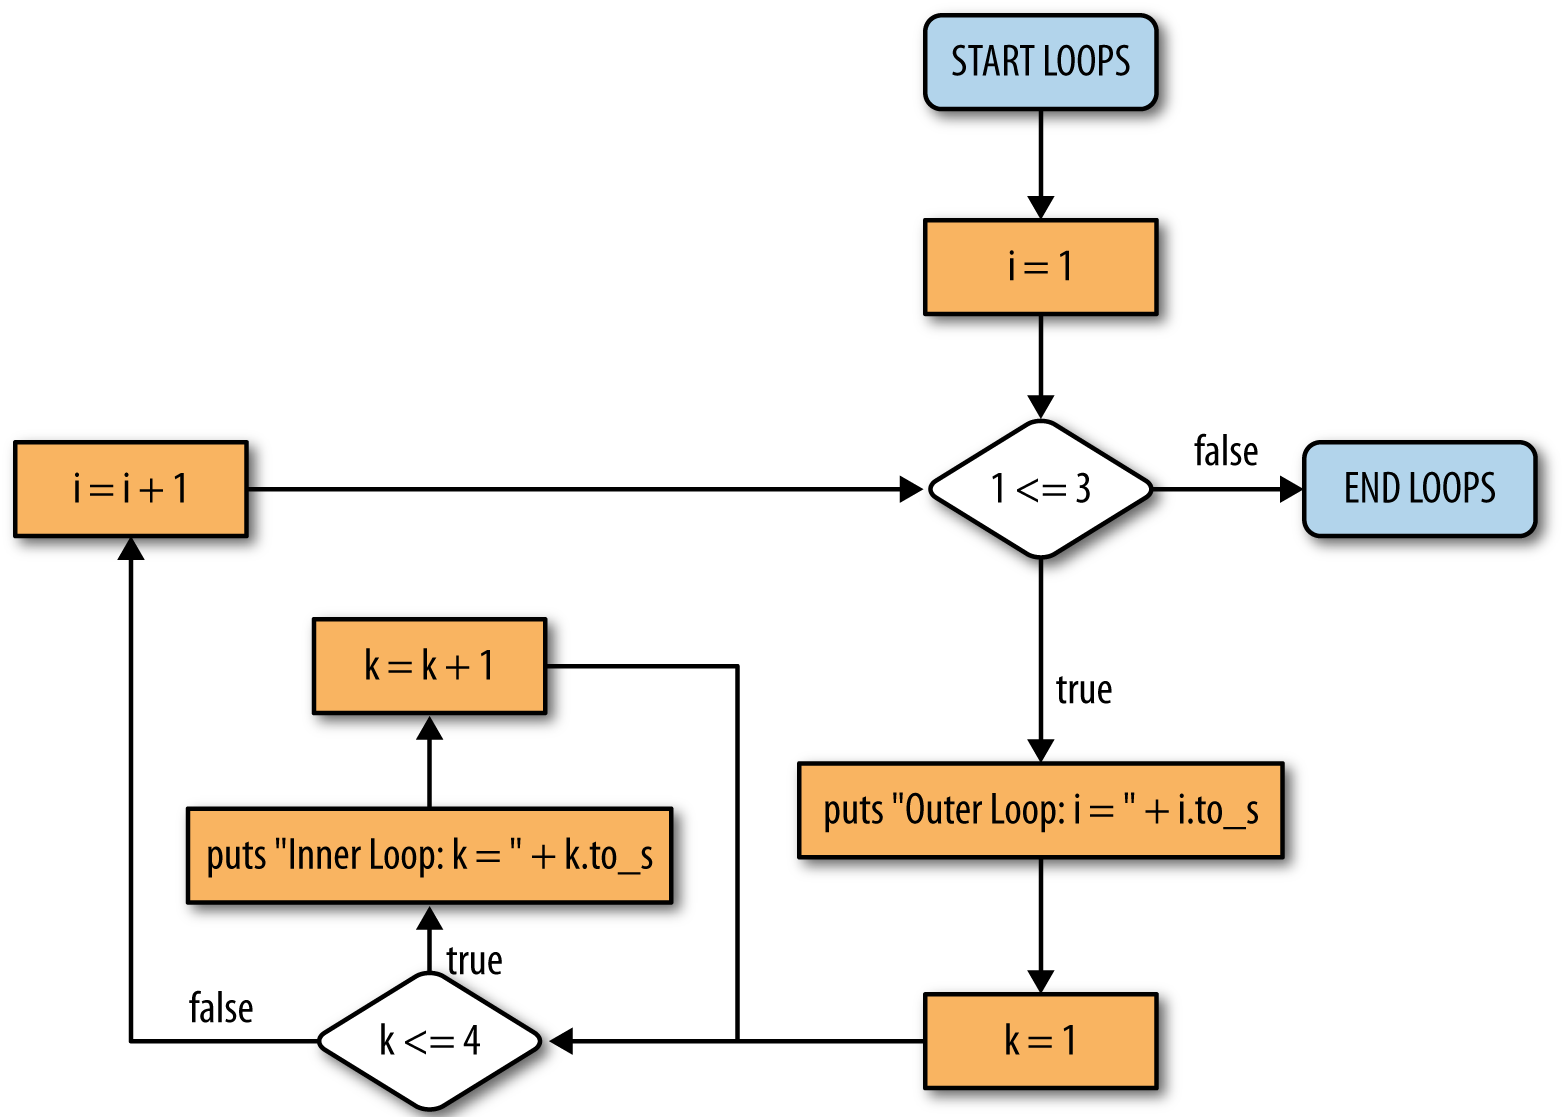 START LOOPS
i = 1
1 <= 3
false
END LOOPS
i = i + 1
true
puts "Outer Loop: i = " + i.to_s
k = 1
k <= 4
true
false
puts "Inner Loop: k = " + k.to_s
k = k + 1